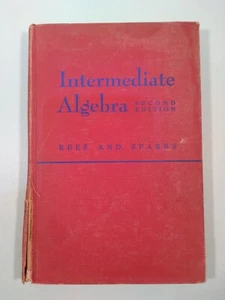 Intermediate
Algebra SECOND EDITION
REES AND SPARKS